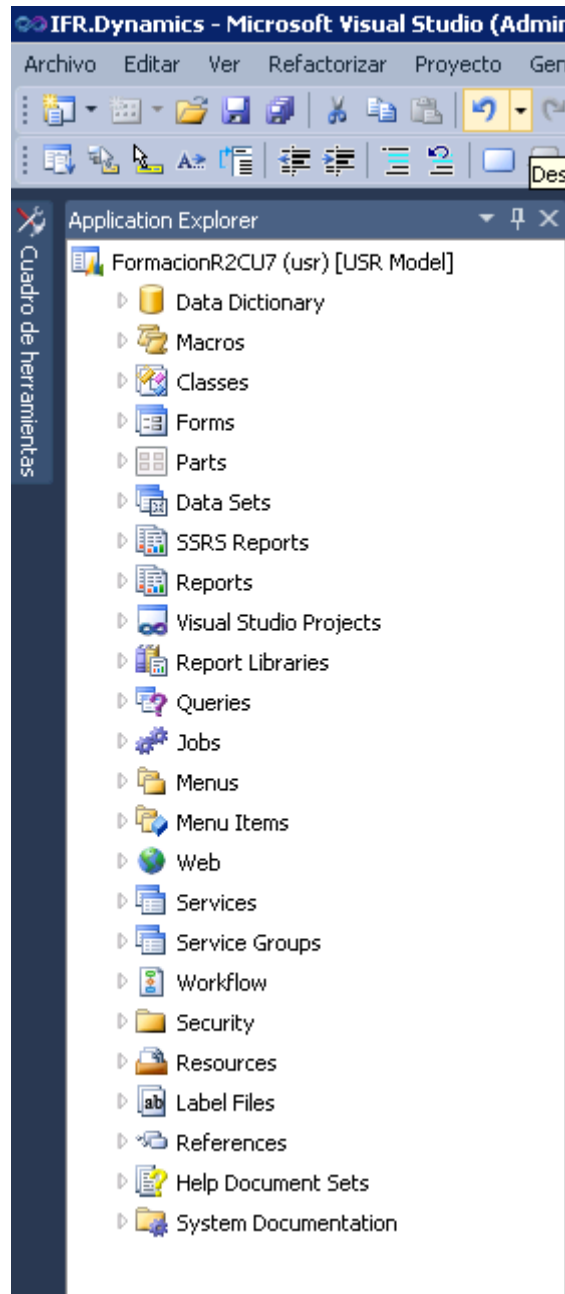 IFR.Dynamics - Microsoft Visual Studio (Admin
Archivo Editar Ver Refactorizar Proyecto Gen
Des
Application Explorer
Cuadro de herramientas
FormacionR2CU7 (usr) [USR Model]
Data Dictionary
Macros
Classes
Forms
Parts
Data Sets
SSRS Reports
Reports
Visual Studio Projects
Report Libraries
Queries
Jobs
Menus
Menu Items
Web
Services
Service Groups
Workflow
Security
Resources
Label Files
References
Help Document Sets
System Documentation